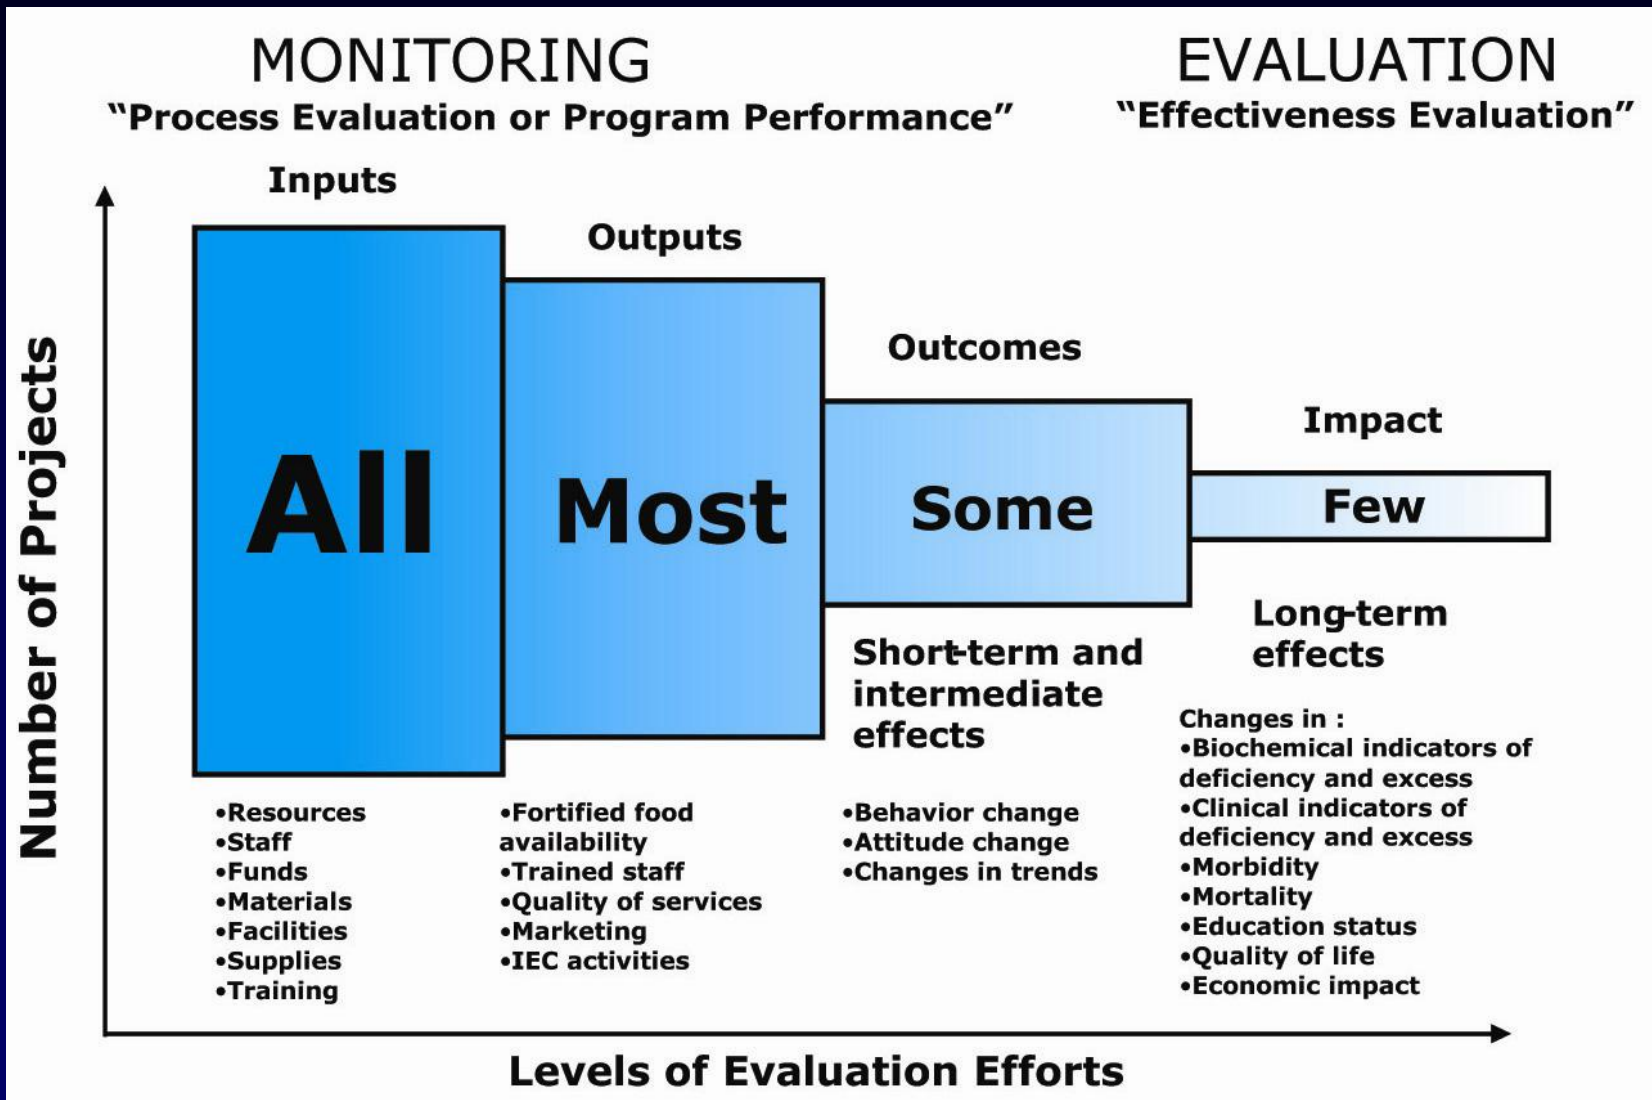 MONITORING
“Process Evaluation or Program Performance”
EVALUATION
“Effectiveness Evaluation”
Number of Projects
Inputs
All
•Resources
•Staff
•Funds
•Materials
•Facilities
•Supplies
•Training
Outputs
Most
•Fortified food
availability
•Trained staff
•Quality of services
•Marketing
•IEC activities
Outcomes
Some
Short-term and
intermediate
effects
•Behavior change
•Attitude change
•Changes in trends
Impact
Few
Long-term
effects
Changes in :
•Biochemical indicators of
deficiency and excess
•Clinical indicators of
deficiency and excess
•Morbidity
•Mortality
•Education status
•Quality of life
•Economic impact
Levels of Evaluation Efforts